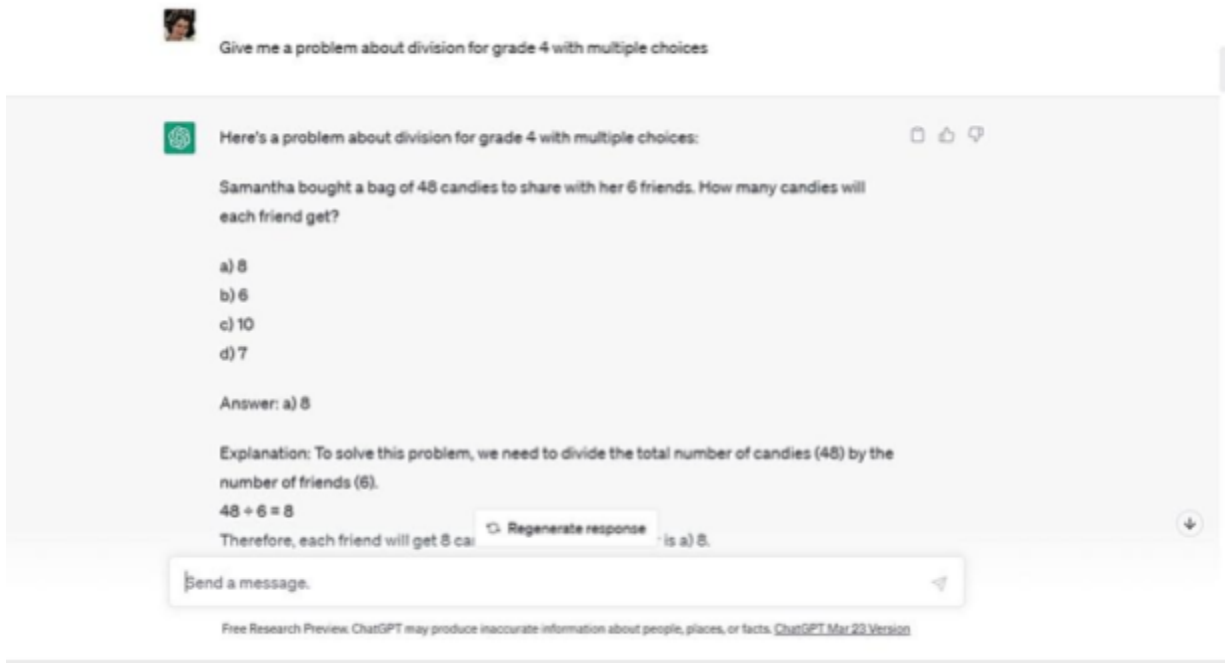 Give me a problem about division for grade 4 with multiple choices
Here's a problem about division for grade 4 with multiple choices:
Samantha bought a bag of 48 candies to share with her 6 friends. How many candies will
each friend get?
a) 8
b) 6
c) 10
d) 7
Answer: a) 8
Explanation: To solve this problem, we need to divide the total number of candies (48) by the
number of friends (6).
48 ÷ 6 = 8
Regenerate response
Therefore, each friend will get 8 is a) 8.
Send a message.
Free Research Preview. ChatGPT may produce inaccurate information about people, places, or facts. ChatGPT Mar 23 Version